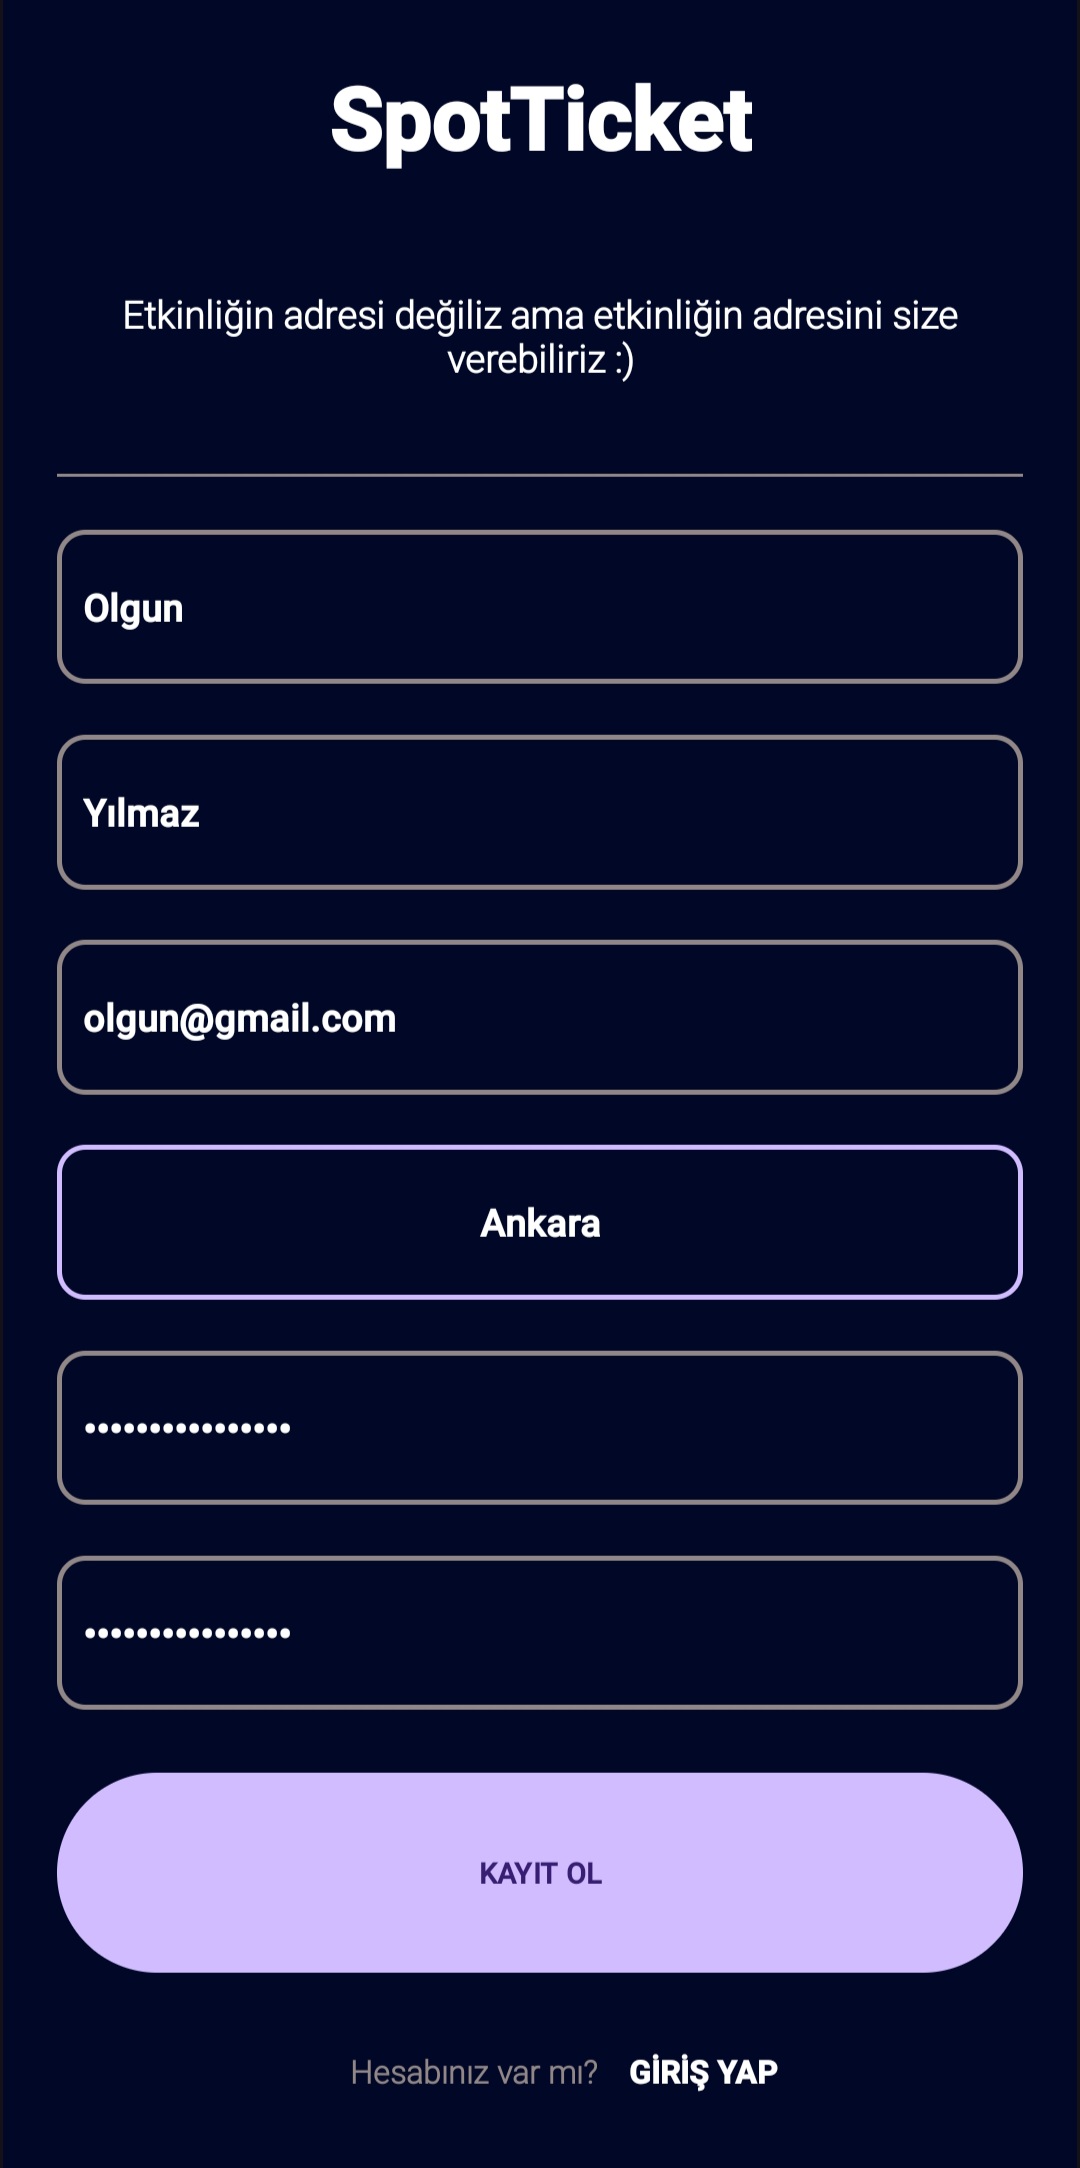 SpotTicket
Etkinliğin adresi değiliz ama etkinliğin adresini size
verebiliriz :)
Olgun
Yılmaz
olgun@gmail.com
Ankara
••••••••••••••••
••••••••••••••••
KAYIT OL
Hesabınız var mı? GİRİŞ YAP